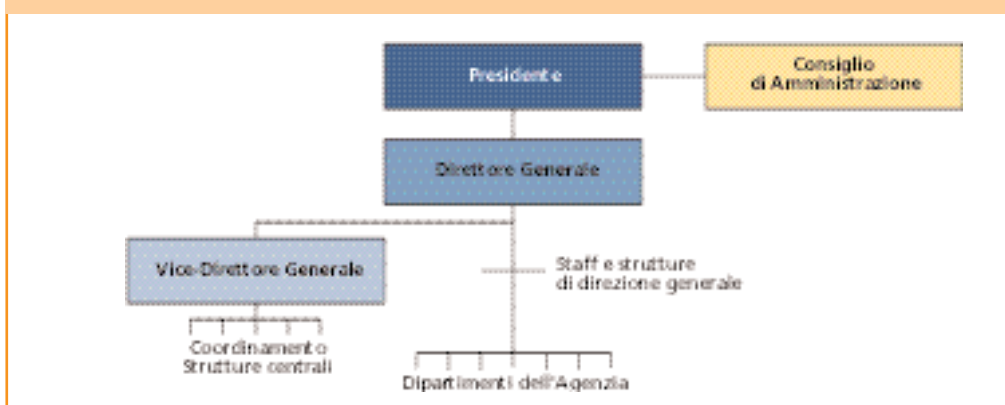 Presidente
Consiglio
di Amministrazione
Direttore Generale
Vice-Direttore Generale
Staff e strutture
di direzione generale
Coordinamento
Strutture centrali
Dipartimenti dell'Agenzia